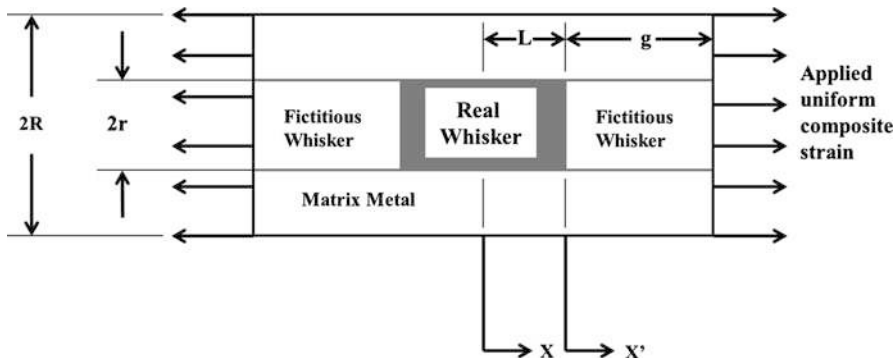 L
g
2R
2r
Fictitious
Whisker
Real
Whisker
Fictitious
Whisker
Applied
uniform
composite
strain
Matrix Metal
X
X’